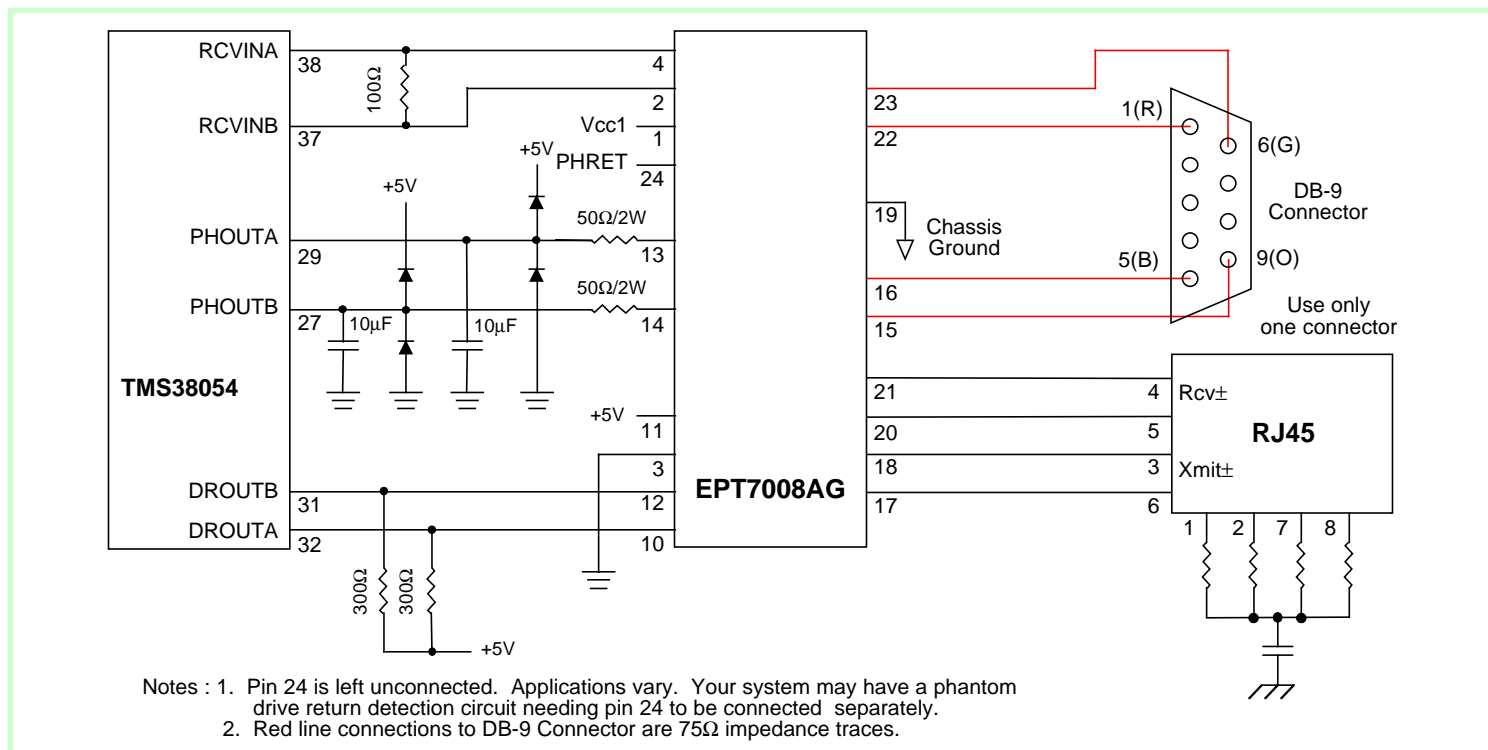 RCVINA
38
100Ω
RCVINB
37
+5V
+5V
PHOUTA
29
50Ω/2W
PHOUTB
27
50Ω/2W
10µF
10µF
TMS38054
DROUTB
31
DROUTA
32
300Ω
300Ω
+5V
4
2
Vcc1
1
PHRET
24
13
14
+5V
11
3
12
10
EPT7008AG
23
22
19
Chassis
Ground
16
15
21
20
18
17
1(R)
6(G)
DB-9
Connector
5(B)
9(O)
Use only
one connector
4
Rcv±
5
RJ45
3
Xmit±
6
1
2
7
8
Notes : 1. Pin 24 is left unconnected. Applications vary. Your system may have a phantom
drive return detection circuit needing pin 24 to be connected separately.
2. Red line connections to DB-9 Connector are 75Ω impedance traces.